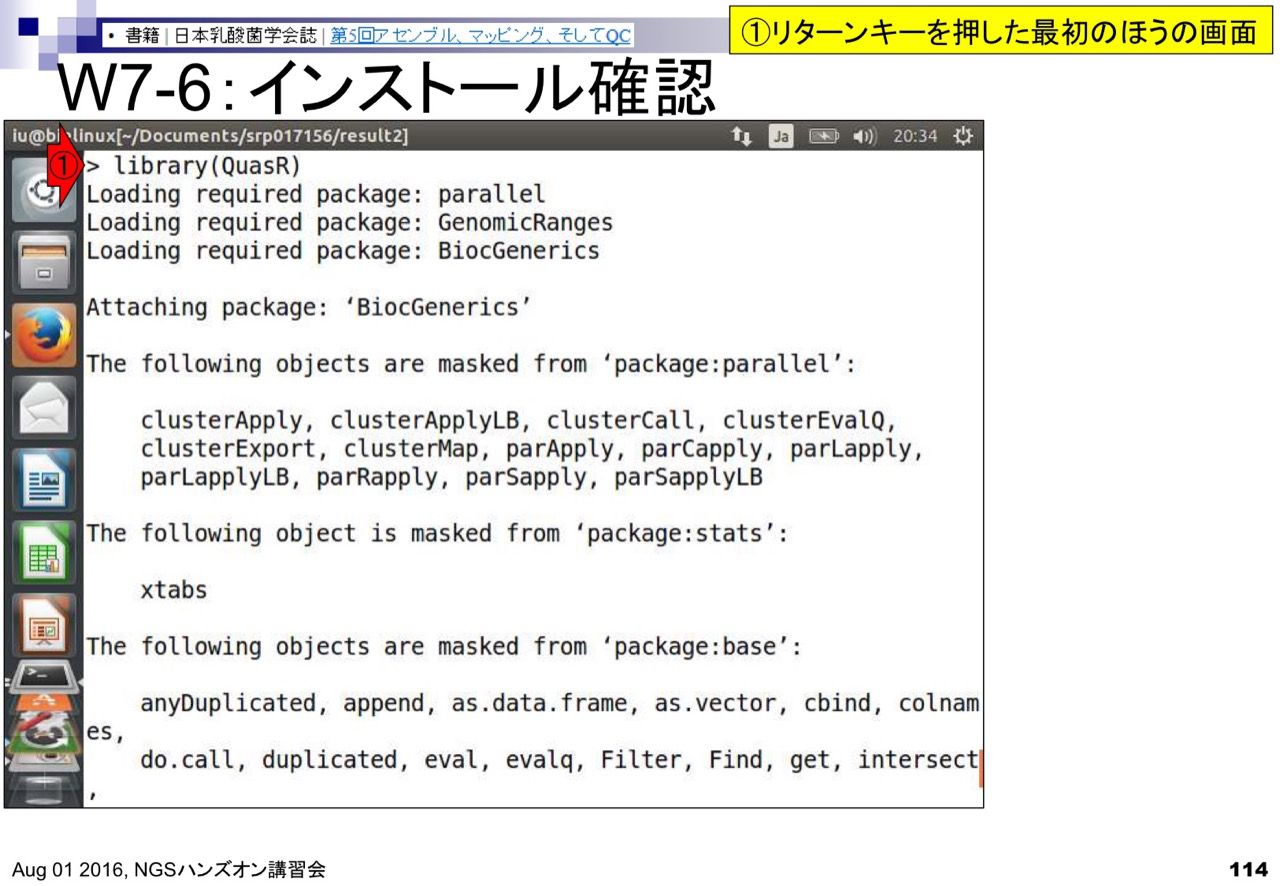 • 書籍 | 日本乳酸菌学会誌 | 第5回アセンブル、マッピング、そしてQC
①リターンキーを押した最初のほうの画面
W7-6：インストール確認
iu@biolinux[~/Documents/srp017156/result2]
Ja
20:34
①
> library(QuasR)
Loading required package: parallel
Loading required package: GenomicRanges
Loading required package: BiocGenerics
Attaching package: ‘BiocGenerics’
The following objects are masked from ‘package:parallel’:
clusterApply, clusterApplyLB, clusterCall, clusterEvalQ,
clusterExport, clusterMap, parApply, parCapply, parLapply,
parLapplyLB, parRapply, parSapply, parSapplyLB
The following object is masked from ‘package:stats’:
xtabs
The following objects are masked from ‘package:base’:
anyDuplicated, append, as.data.frame, as.vector, cbind, colnam
es,
do.call, duplicated, eval, evalq, Filter, Find, get, intersect
,
Aug 01 2016, NGSハンズオン講習会
114